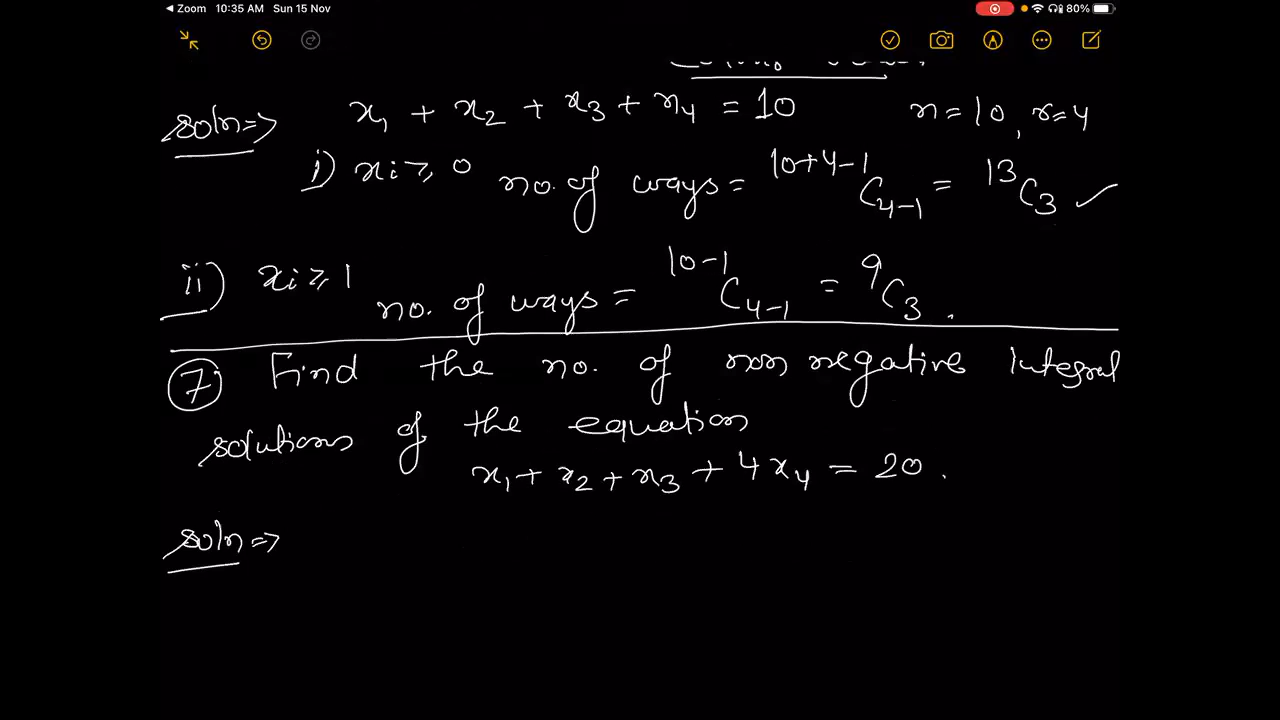 Zoom 10:35 AM Sun 15 Nov 80%
soln⇒ x₁ + x₂ + x₃ + x₄ = 10 n=10, r=4
i) xi ⩾ 0 no. of ways = ¹⁰⁺⁴⁻¹C₄₋₁ = ¹³C₃ ✓
ii) xi ⩾ 1 no. of ways = ¹⁰⁻¹C₄₋₁ = ⁹C₃.
⑦ Find the no. of non negative integral
solutions of the equation
x₁ + x₂ + x₃ + 4x₄ = 20.
soln⇒